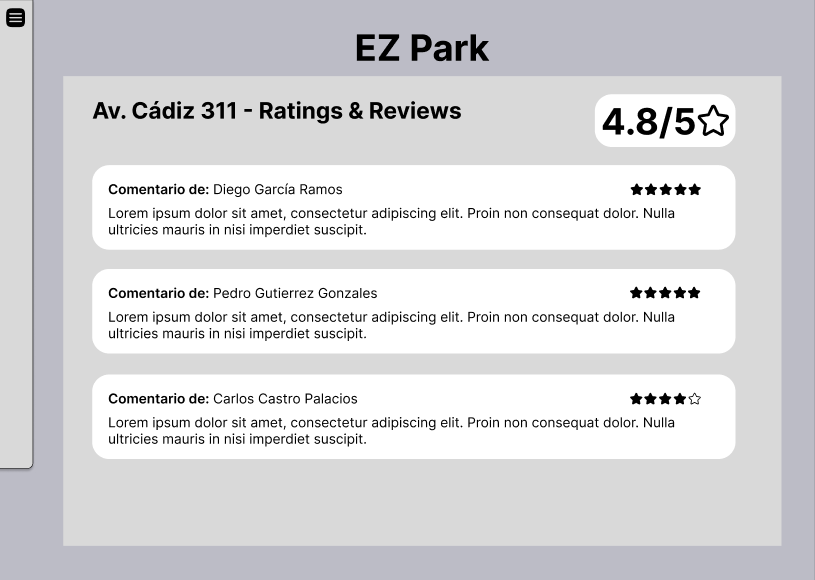 EZ Park
Av. Cádiz 311 - Ratings & Reviews
4.8/5
Comentario de: Diego García Ramos
Lorem ipsum dolor sit amet, consectetur adipiscing elit. Proin non consequat dolor. Nulla
ultricies mauris in nisi imperdiet suscipit.
Comentario de: Pedro Gutierrez Gonzales
Lorem ipsum dolor sit amet, consectetur adipiscing elit. Proin non consequat dolor. Nulla
ultricies mauris in nisi imperdiet suscipit.
Comentario de: Carlos Castro Palacios
Lorem ipsum dolor sit amet, consectetur adipiscing elit. Proin non consequat dolor. Nulla
ultricies mauris in nisi imperdiet suscipit.